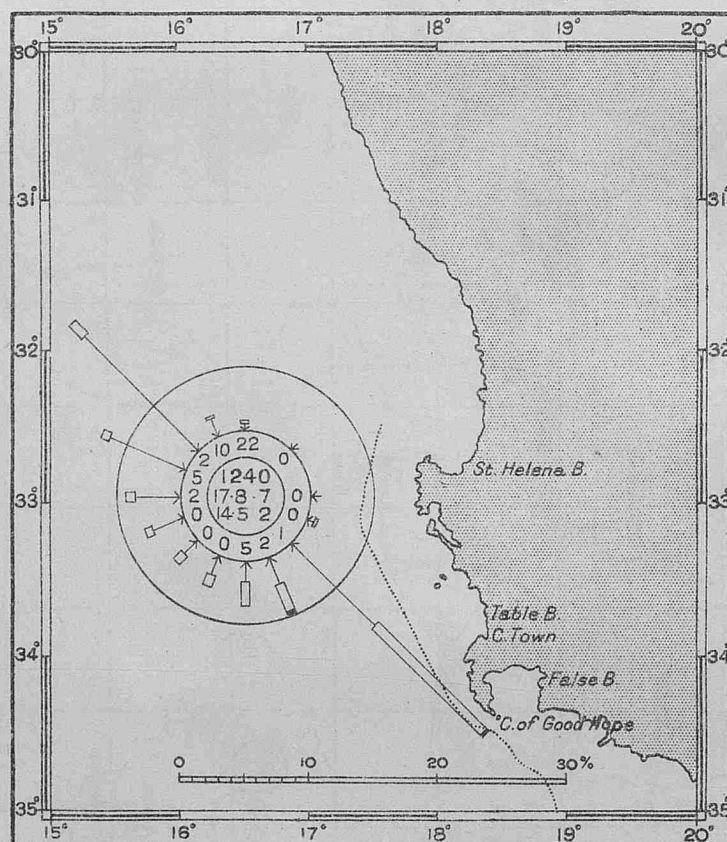 15° 16° 17° 18° 19° 20°
30° 30°
31° 31°
32° 32°
10 22
2 0
5 1240
2 17·8·7 0
0 14·5 2 0
0 0 5 2 1
33° 33°
St. Helena B.
Table B.
C. Town
34° 34°
False B.
C. of Good Hope
0 10 20 30%
35° 35°
15° 16° 17° 18° 19° 20°